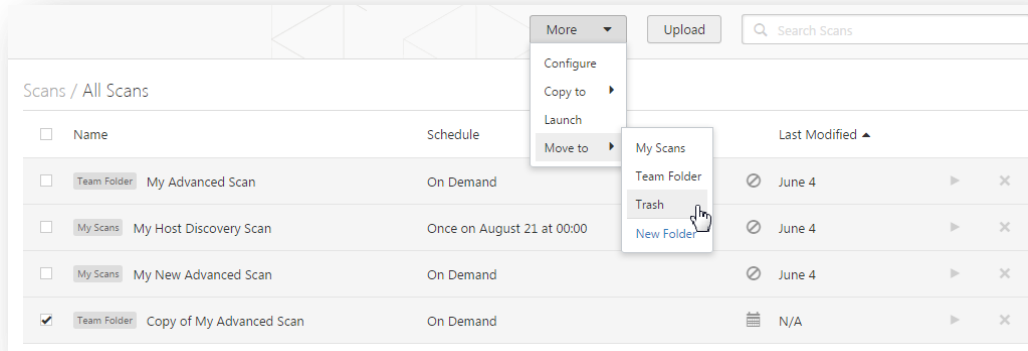 More
Upload
Search Scans
Configure
Copy to
Launch
Move to
My Scans
Team Folder
Trash
New Folder
Scans / All Scans
Name Schedule Last Modified
Team Folder My Advanced Scan On Demand June 4
My Scans My Host Discovery Scan Once on August 21 at 00:00 June 4
My Scans My New Advanced Scan On Demand June 4
Team Folder Copy of My Advanced Scan On Demand N/A